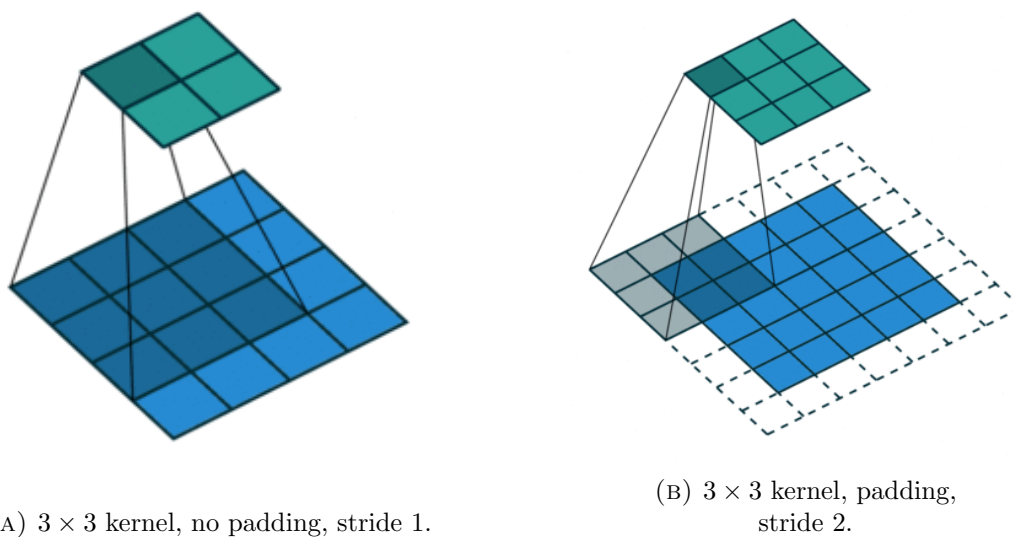 A) 3 × 3 kernel, no padding, stride 1.
(B) 3 × 3 kernel, padding,
stride 2.